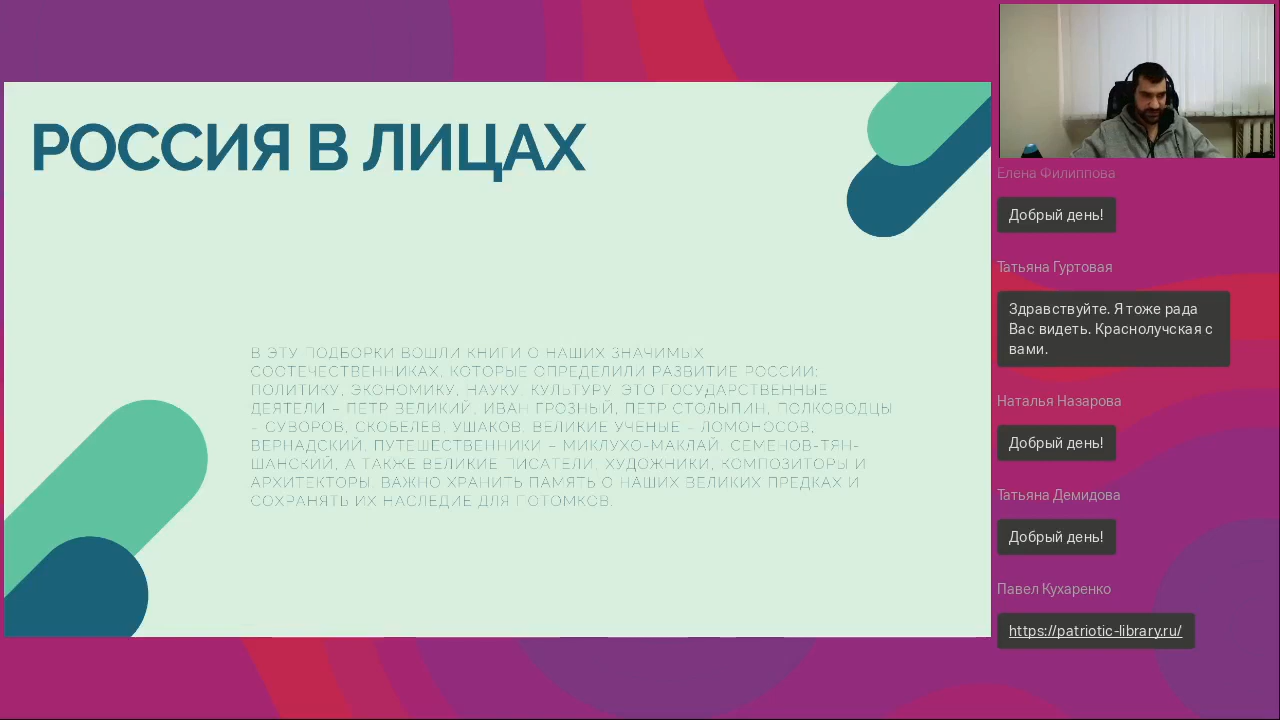 РОССИЯ В ЛИЦАХ
В ЭТУ ПОДБОРКИ ВОШЛИ КНИГИ О НАШИХ ЗНАЧИМЫХ
СООТЕЧЕСТВЕННИКАХ, КОТОРЫЕ ОПРЕДЕЛИЛИ РАЗВИТИЕ РОССИИ:
ПОЛИТИКУ, ЭКОНОМИКУ, НАУКУ, КУЛЬТУРУ. ЭТО ГОСУДАРСТВЕННЫЕ
ДЕЯТЕЛИ – ПЕТР ВЕЛИКИЙ, ИВАН ГРОЗНЫЙ, ПЕТР СТОЛЫПИН, ПОЛКОВОДЦЫ
– СУВОРОВ, СКОБЕЛЕВ, УШАКОВ, ВЕЛИКИЕ УЧЕНЫЕ – ЛОМОНОСОВ,
ВЕРНАДСКИЙ, ПУТЕШЕСТВЕННИКИ – МИКЛУХО-МАКЛАЙ, СЕМЕНОВ-ТЯН-
ШАНСКИЙ, А ТАКЖЕ ВЕЛИКИЕ ПИСАТЕЛИ, ХУДОЖНИКИ, КОМПОЗИТОРЫ И
АРХИТЕКТОРЫ. ВАЖНО ХРАНИТЬ ПАМЯТЬ О НАШИХ ВЕЛИКИХ ПРЕДКАХ И
СОХРАНЯТЬ ИХ НАСЛЕДИЕ ДЛЯ ПОТОМКОВ.
Елена Филиппова
Добрый день!
Татьяна Гуртовая
Здравствуйте. Я тоже рада
Вас видеть. Краснолучская с
вами.
Наталья Назарова
Добрый день!
Татьяна Демидова
Добрый день!
Павел Кухаренко
https://patriotic-library.ru/